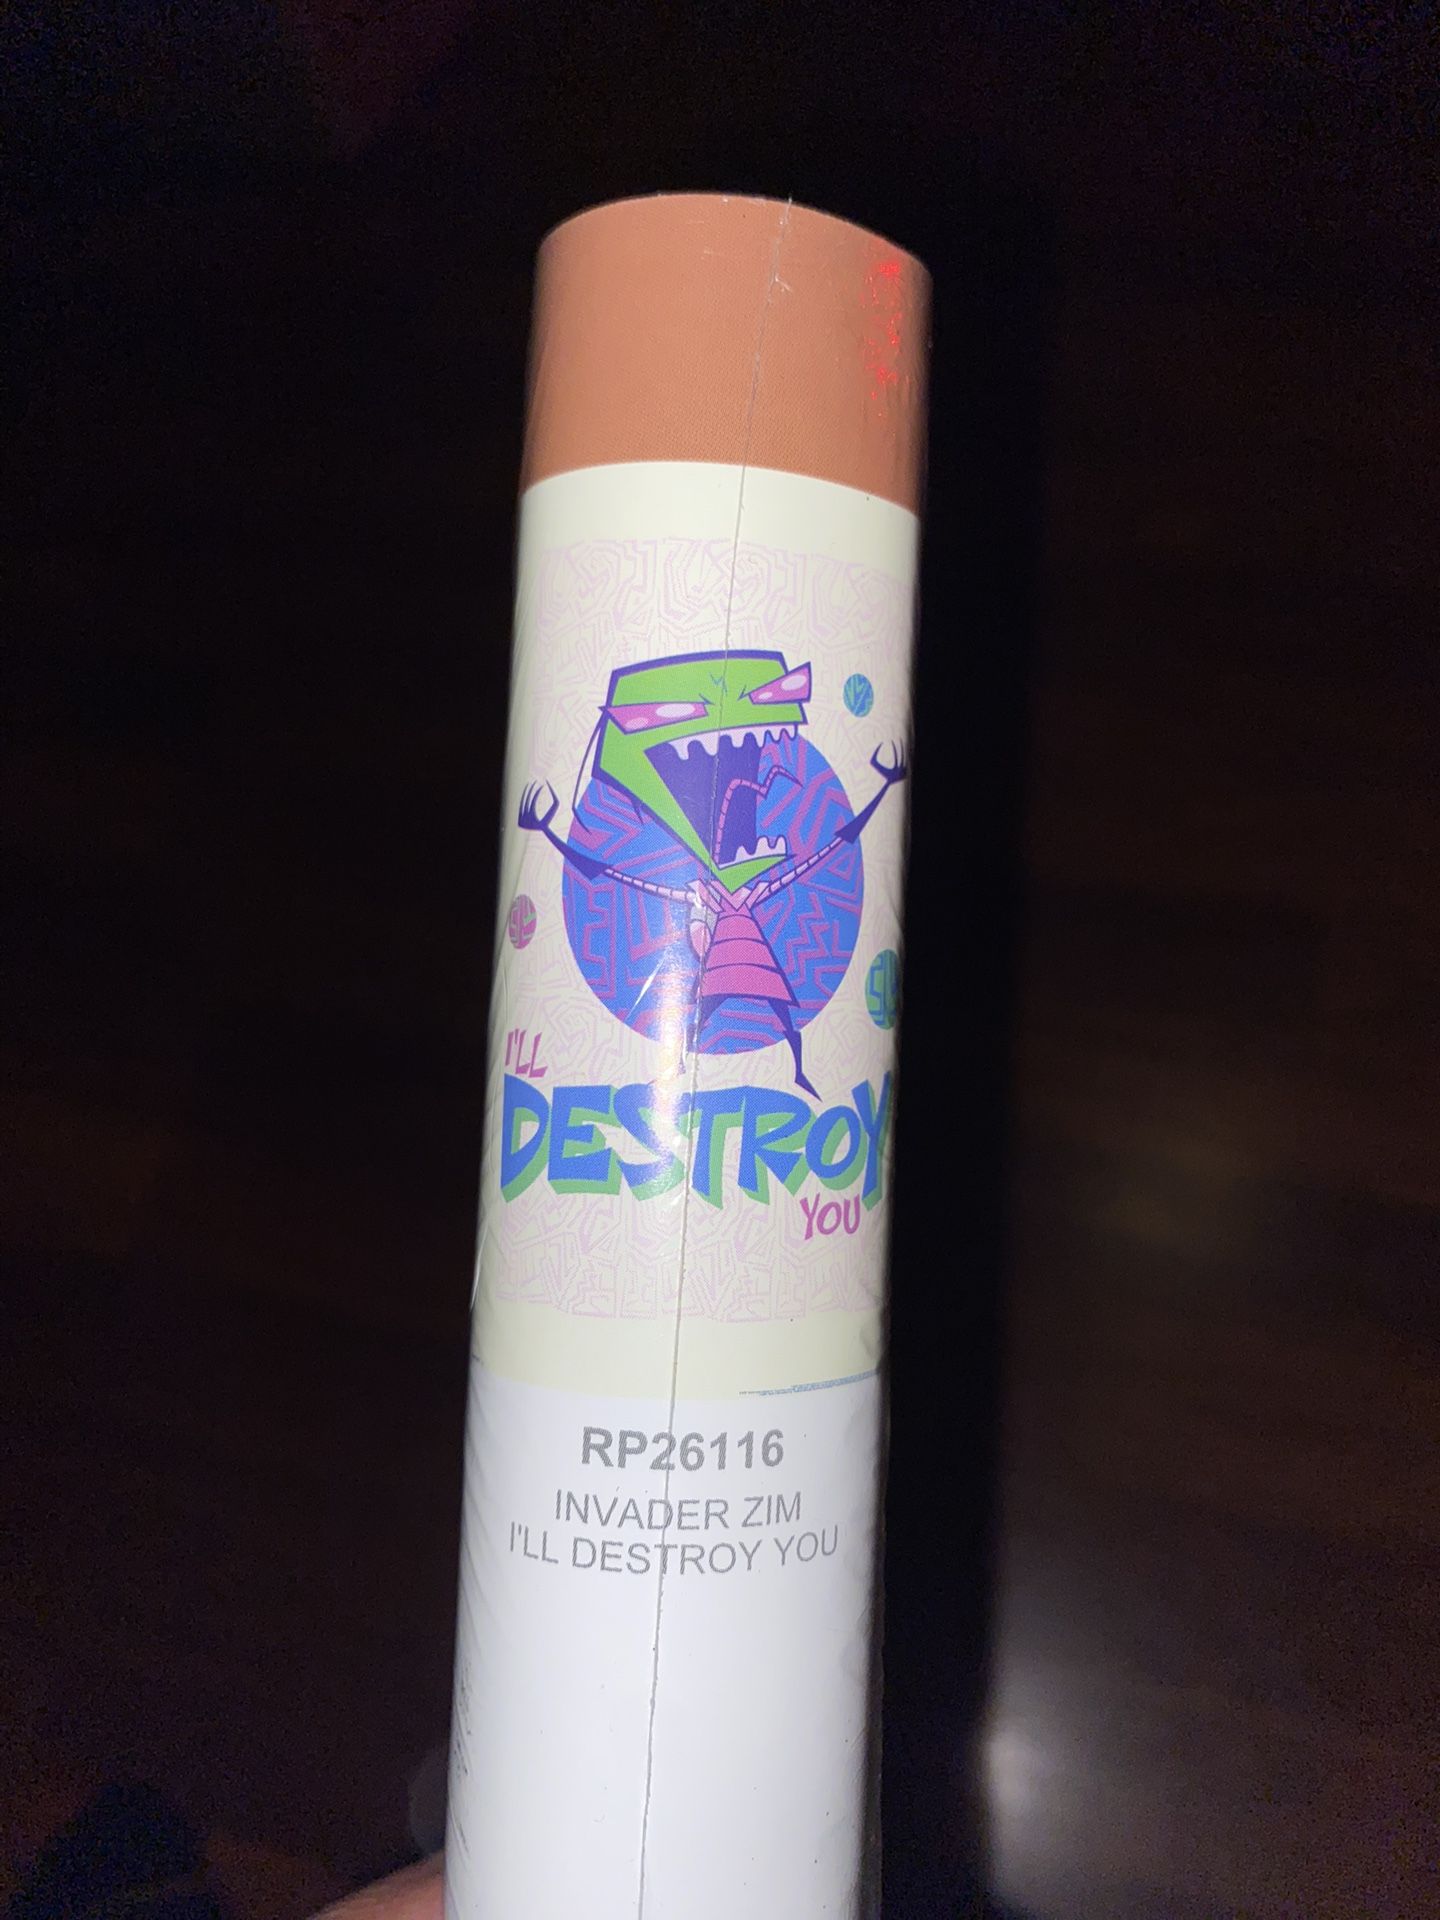 I'LL
DESTROY
YOU
RP26116
INVADER ZIM
I'LL DESTROY YOU